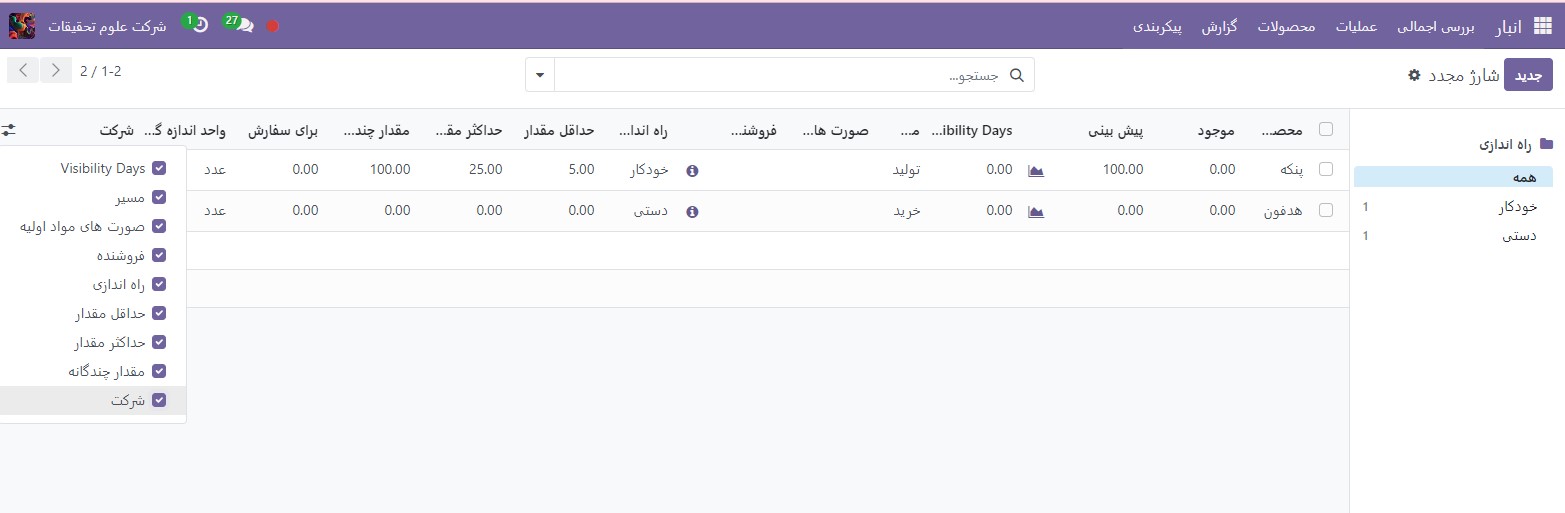 انبار بررسی اجمالی عملیات محصولات گزارش پیکربندی 27 1 شرکت علوم تحقیقات
جدید شارژ مجدد جستجو... 1-2 / 2
راه اندازی
همه
خودکار 1
دستی 1
محص... موجود پیش بینی ibility Days... م... صورت ها... فروشند... راه اندا... حداقل مقدار حداکثر مق... مقدار چند... برای سفارش واحد اندازه گ... شرکت
پنکه 0.00 100.00 0.00 تولید خودکار 5.00 25.00 100.00 0.00 عدد
هدفون 0.00 0.00 0.00 خرید دستی 0.00 0.00 0.00 0.00 عدد
Visibility Days
مسیر
صورت های مواد اولیه
فروشنده
راه اندازی
حداقل مقدار
حداکثر مقدار
مقدار چندگانه
شرکت